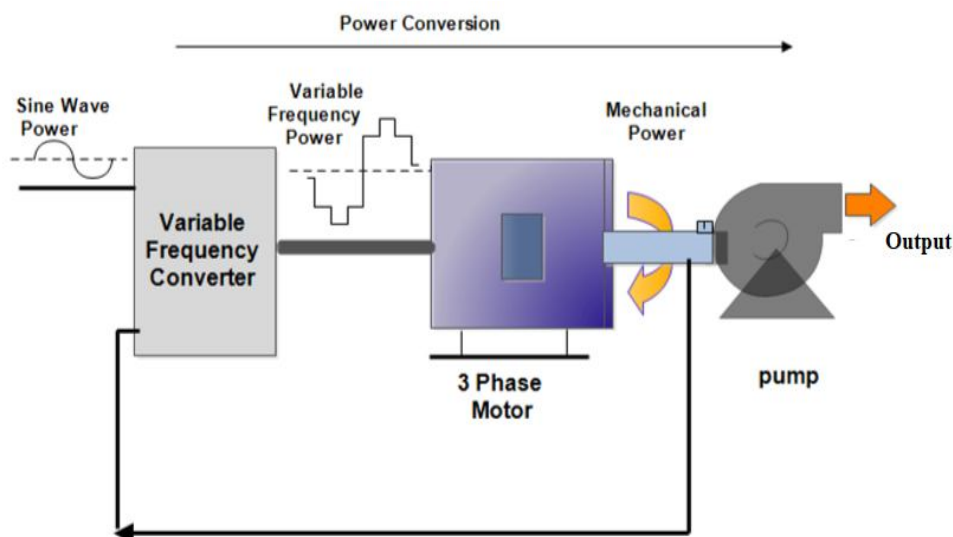 Power Conversion
Sine Wave
Power
Variable
Frequency
Power
Mechanical
Power
Variable
Frequency
Converter
Output
3 Phase
Motor
pump